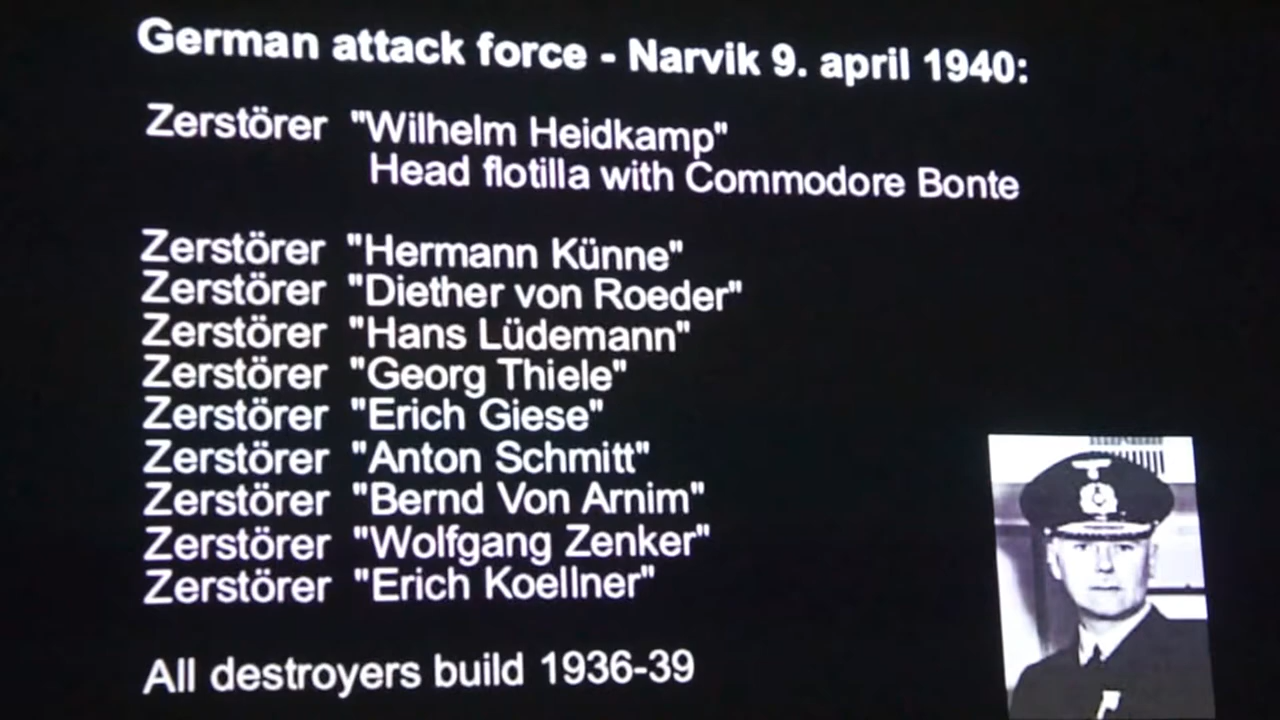 German attack force - Narvik 9. april 1940:
Zerstörer "Wilhelm Heidkamp"
Head flotilla with Commodore Bonte
Zerstörer "Hermann Künne"
Zerstörer "Diether von Roeder"
Zerstörer "Hans Lüdemann"
Zerstörer "Georg Thiele"
Zerstörer "Erich Giese"
Zerstörer "Anton Schmitt"
Zerstörer "Bernd Von Arnim"
Zerstörer "Wolfgang Zenker"
Zerstörer "Erich Koellner"
All destroyers build 1936-39